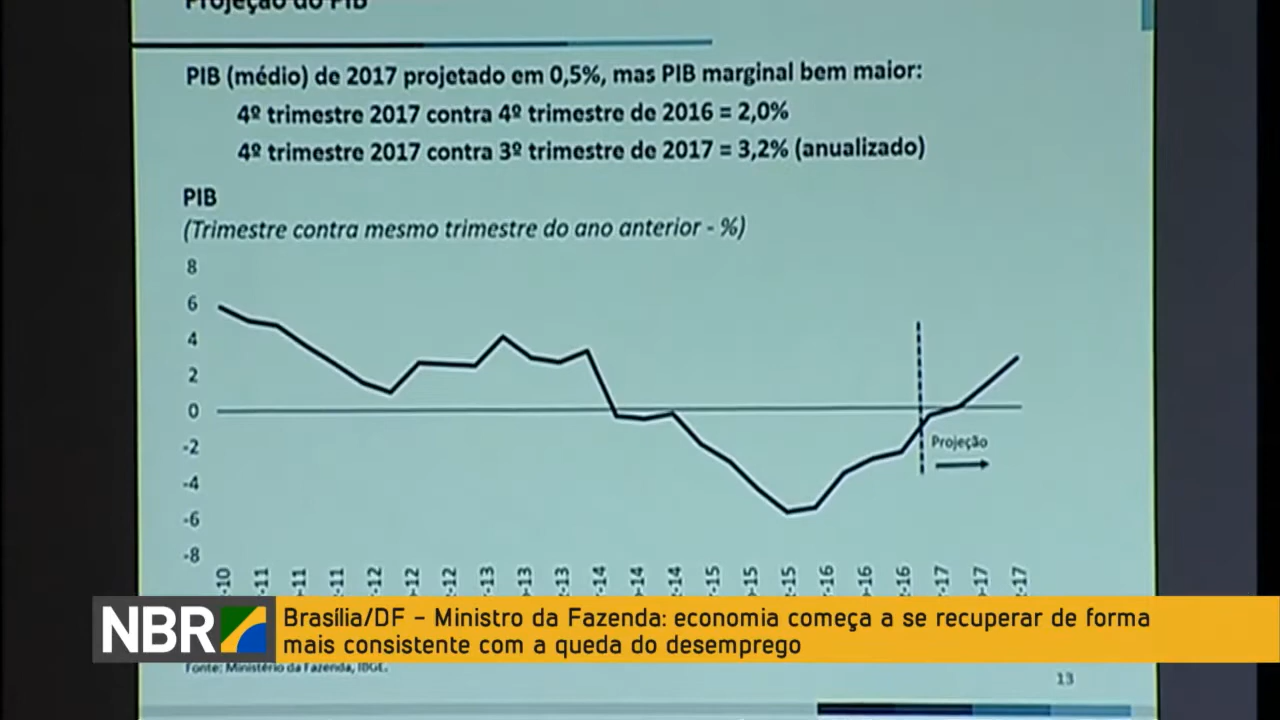 Projeção do PIB
PIB (médio) de 2017 projetado em 0,5%, mas PIB marginal bem maior:
4º trimestre 2017 contra 4º trimestre de 2016 = 2,0%
4º trimestre 2017 contra 3º trimestre de 2017 = 3,2% (anualizado)
PIB
(Trimestre contra mesmo trimestre do ano anterior - %)
8
6
4
2
0
-2
-4
-6
-8
Projeção
-10 -11 -11 -11 -12 -12 -12 -13 -13 -13 -14 -14 -14 -15 -15 -15 -16 -16 -16 -17 -17 -17
NBR
Brasília/DF – Ministro da Fazenda: economia começa a se recuperar de forma
mais consistente com a queda do desemprego
Fonte: Ministério da Fazenda, IBGE.
13